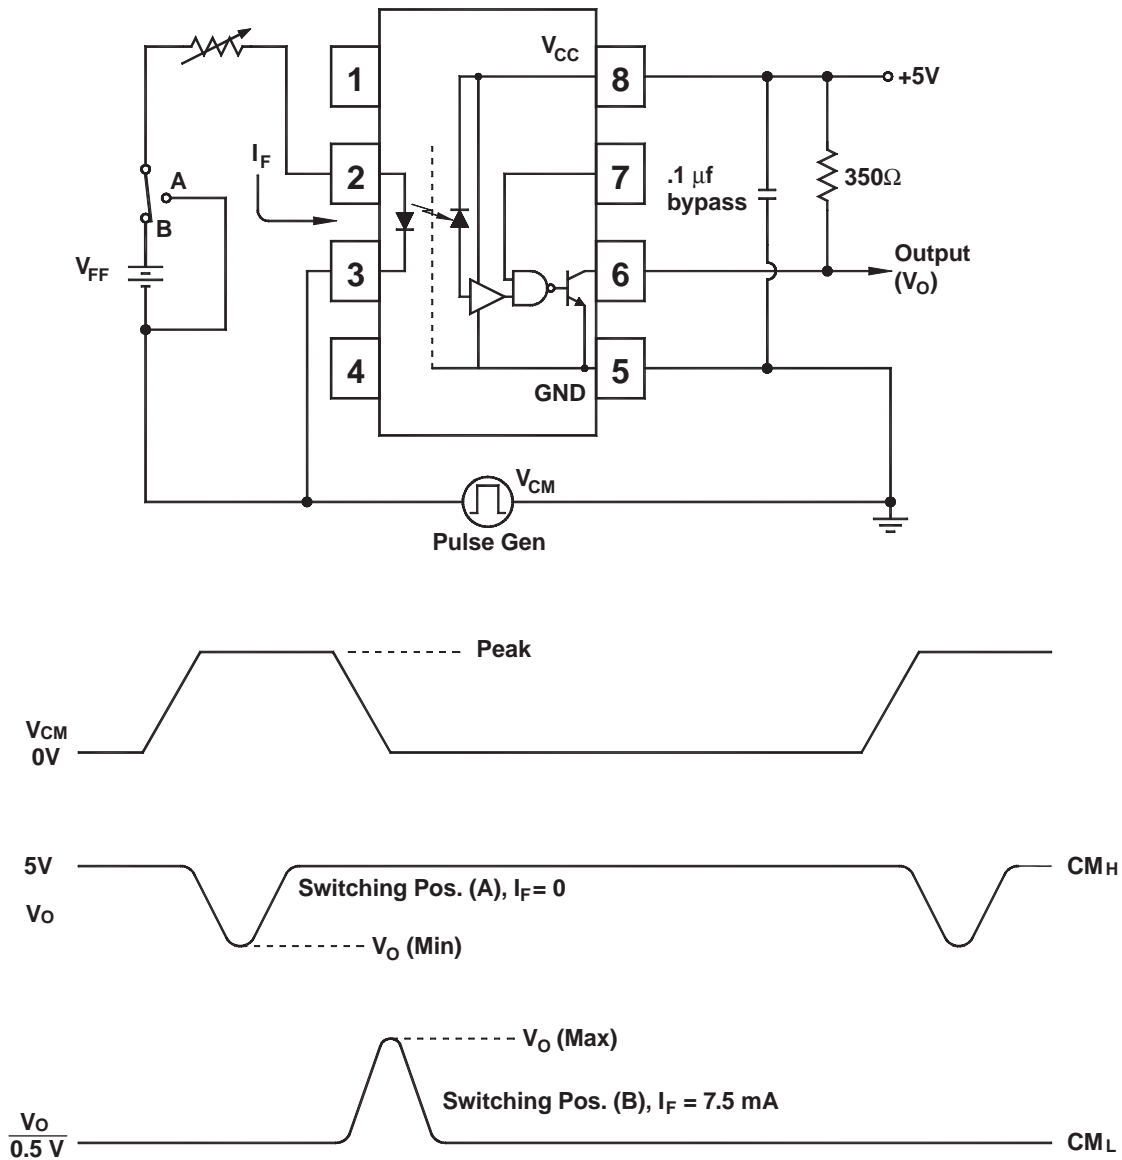 V_CC
1
8
+5V
I_F
A
2
7
.1 μf
bypass
350Ω
B
V_FF
3
6
Output
(V_O)
4
5
GND
V_CM
Pulse Gen
Peak
V_CM
0V
5V
CM_H
Switching Pos. (A), I_F = 0
V_O
V_O (Min)
V_O (Max)
Switching Pos. (B), I_F = 7.5 mA
V_O
0.5 V
CM_L